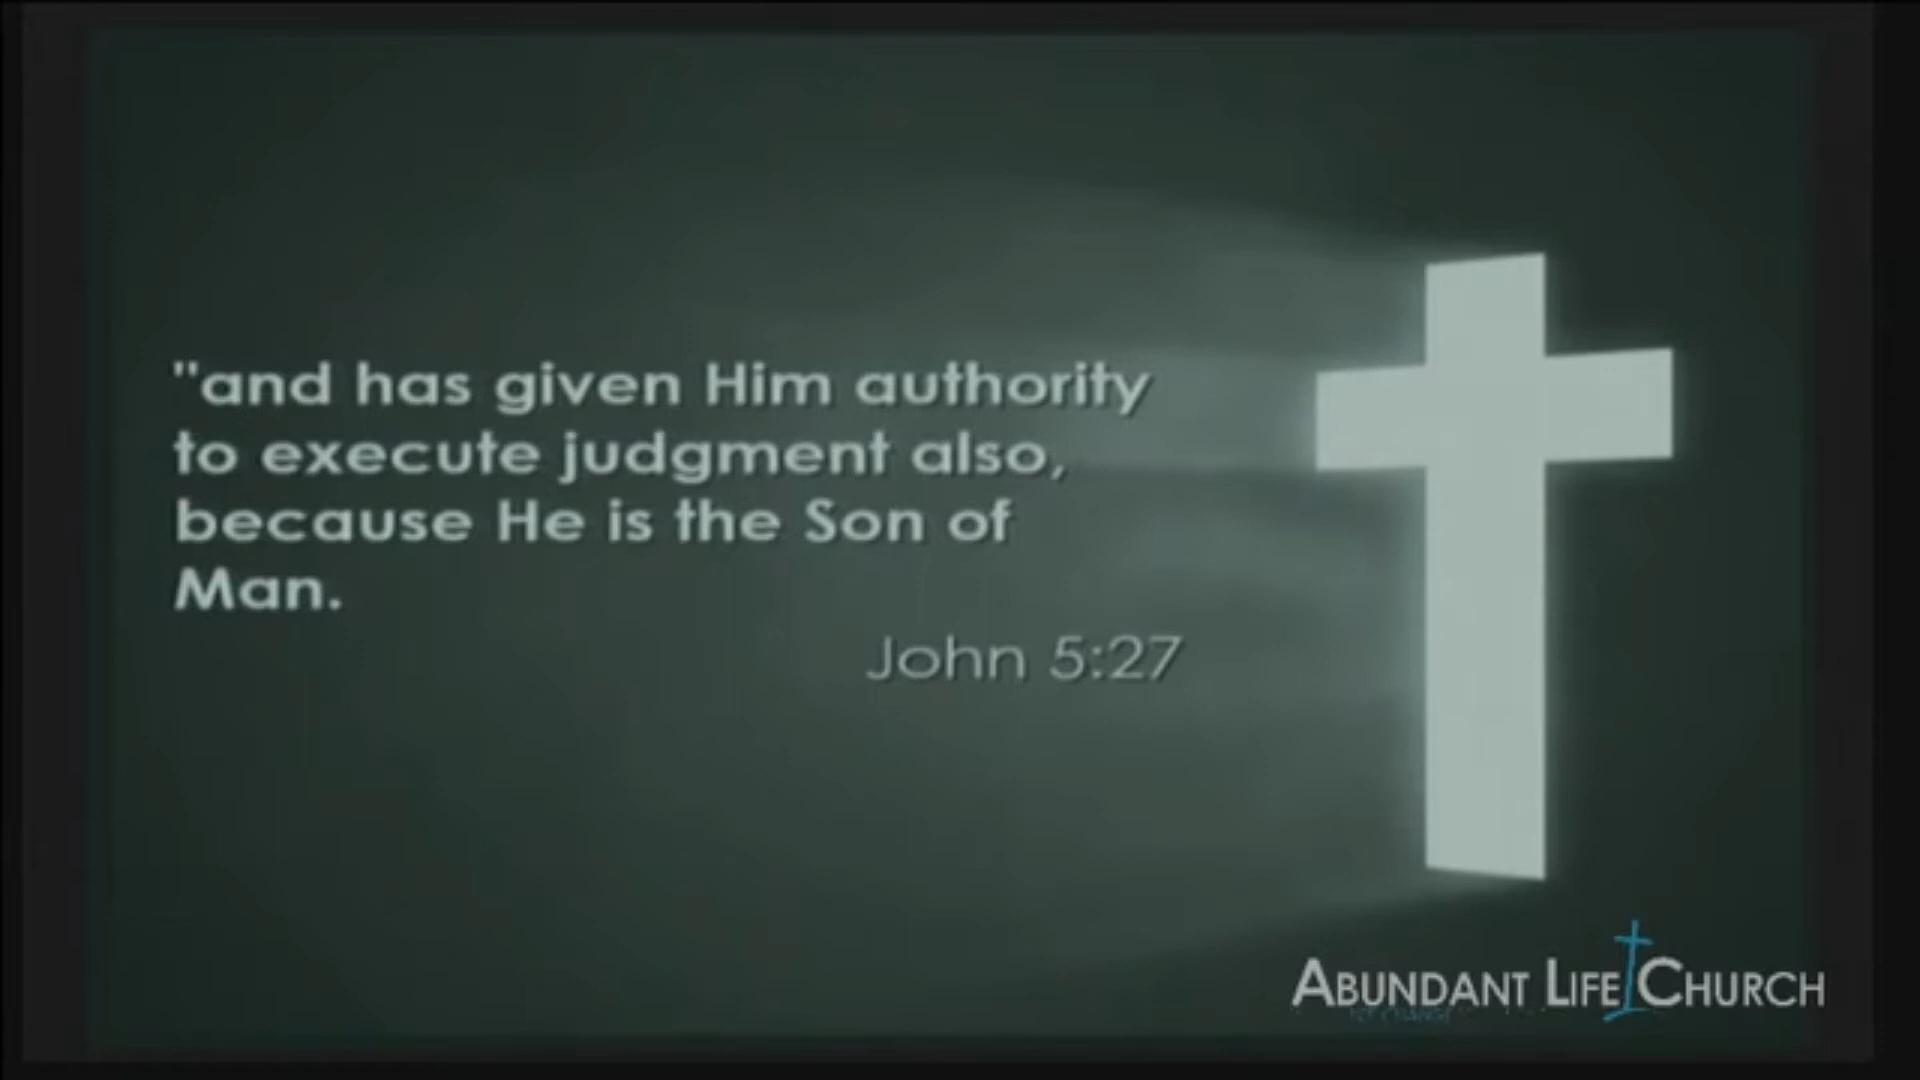 "and has given Him authority
to execute judgment also,
because He is the Son of
Man.
John 5:27
ABUNDANT LIFE CHURCH